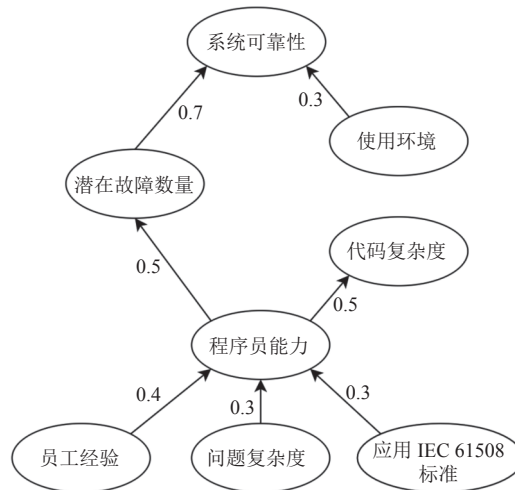 系统可靠性
0.7
0.3
使用环境
潜在故障数量
代码复杂度
0.5
0.5
程序员能力
0.4
0.3
0.3
员工经验
问题复杂度
应用 IEC 61508
标准